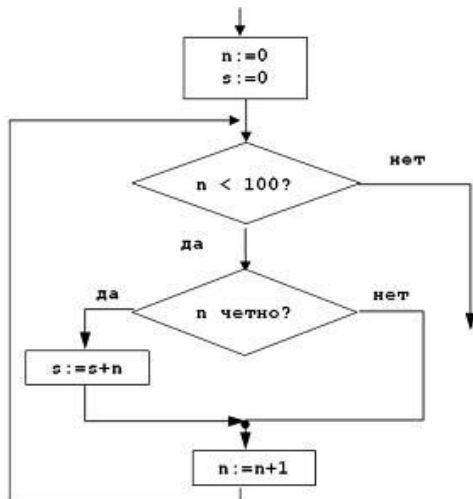 n:=0
s:=0
n < 100?
нет
да
n четно?
да
нет
s:=s+n
n:=n+1